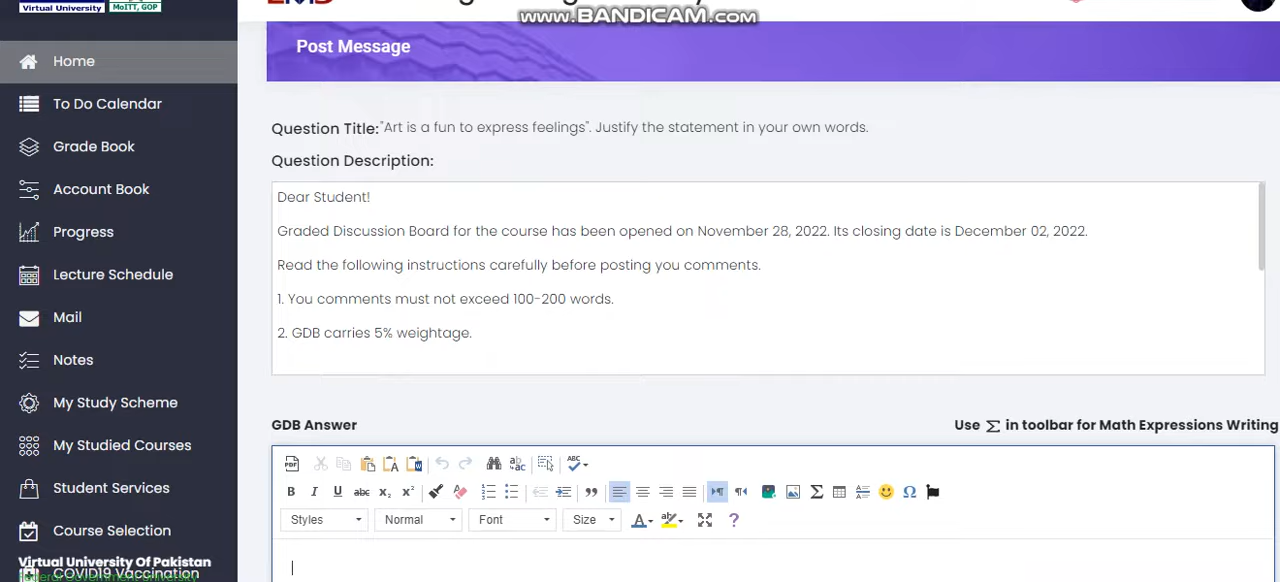 Virtual University
MoITT, GOP
www.BANDICAM.com
Home
To Do Calendar
Grade Book
Account Book
Progress
Lecture Schedule
Mail
Notes
My Study Scheme
My Studied Courses
Student Services
Course Selection
Virtual University Of Pakistan
COVID19 Vaccination
Federal Government University
Post Message
Question Title: "Art is a fun to express feelings". Justify the statement in your own words.
Question Description:
Dear Student!
Graded Discussion Board for the course has been opened on November 28, 2022. Its closing date is December 02, 2022.
Read the following instructions carefully before posting you comments.
1. You comments must not exceed 100-200 words.
2. GDB carries 5% weightage.
GDB Answer
Use Σ in toolbar for Math Expressions Writing
Styles Normal Font Size